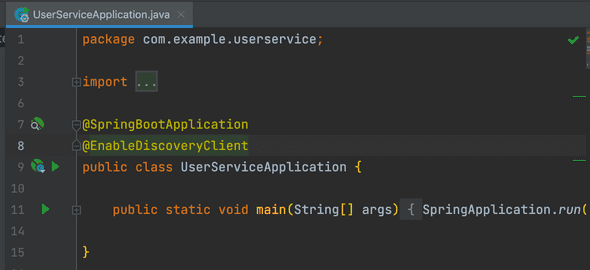 UserServiceApplication.java
1 package com.example.userservice;
2
3 import ...
6
7 @SpringBootApplication
8 @EnableDiscoveryClient
9 public class UserServiceApplication {
10
11 public static void main(String[] args) { SpringApplication.run(
14
15 }